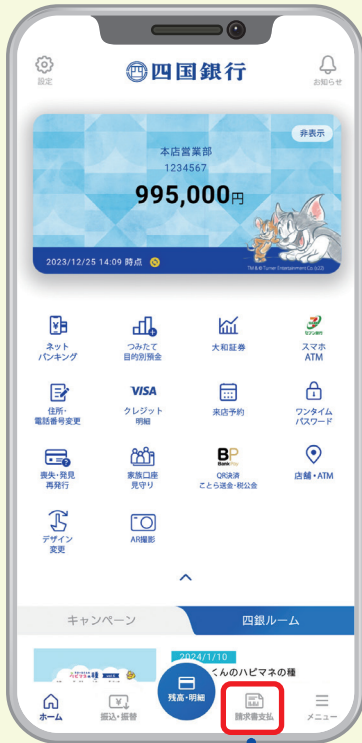 設定
四国銀行
お知らせ
非表示
本店営業部
1234567
995,000円
2023/12/25 14:09 時点
ネット
バンキング
つみたて
目的別預金
大和証券
セブン銀行
スマホ
ATM
住所・
電話番号変更
VISA
クレジット
明細
来店予約
ワンタイム
パスワード
喪失・発見
再発行
家族口座
見守り
BP
QR決済
ことら送金・税公金
店舗・ATM
デザイン
変更
AR撮影
キャンペーン
四銀ルーム
2024/1/10
くんのハピマネの種
ホーム
振込・振替
残高・明細
請求書支払
メニュー